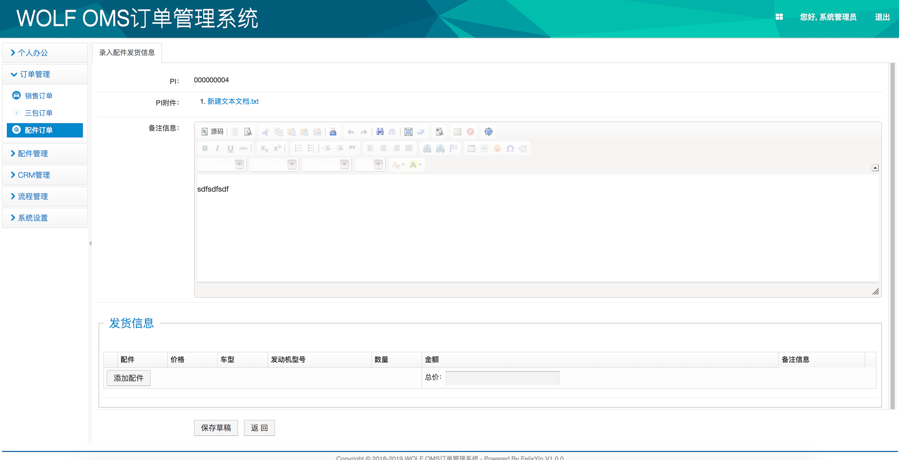 WOLF OMS订单管理系统
您好, 系统管理员 退出
个人办公
订单管理
销售订单
三包订单
配件订单
配件管理
CRM管理
流程管理
系统设置
录入配件发货信息
PI: 000000004
PI附件: 1. 新建文本文档.txt
备注信息:
源码
sdfsdfsdf
发货信息
配件 价格 车型 发动机型号 数量 金额 备注信息
添加配件 总价:
保存草稿 返 回
Copyright © 2018-2019 WOLF OMS订单管理系统 - Powered By FelixYin V1.0.0